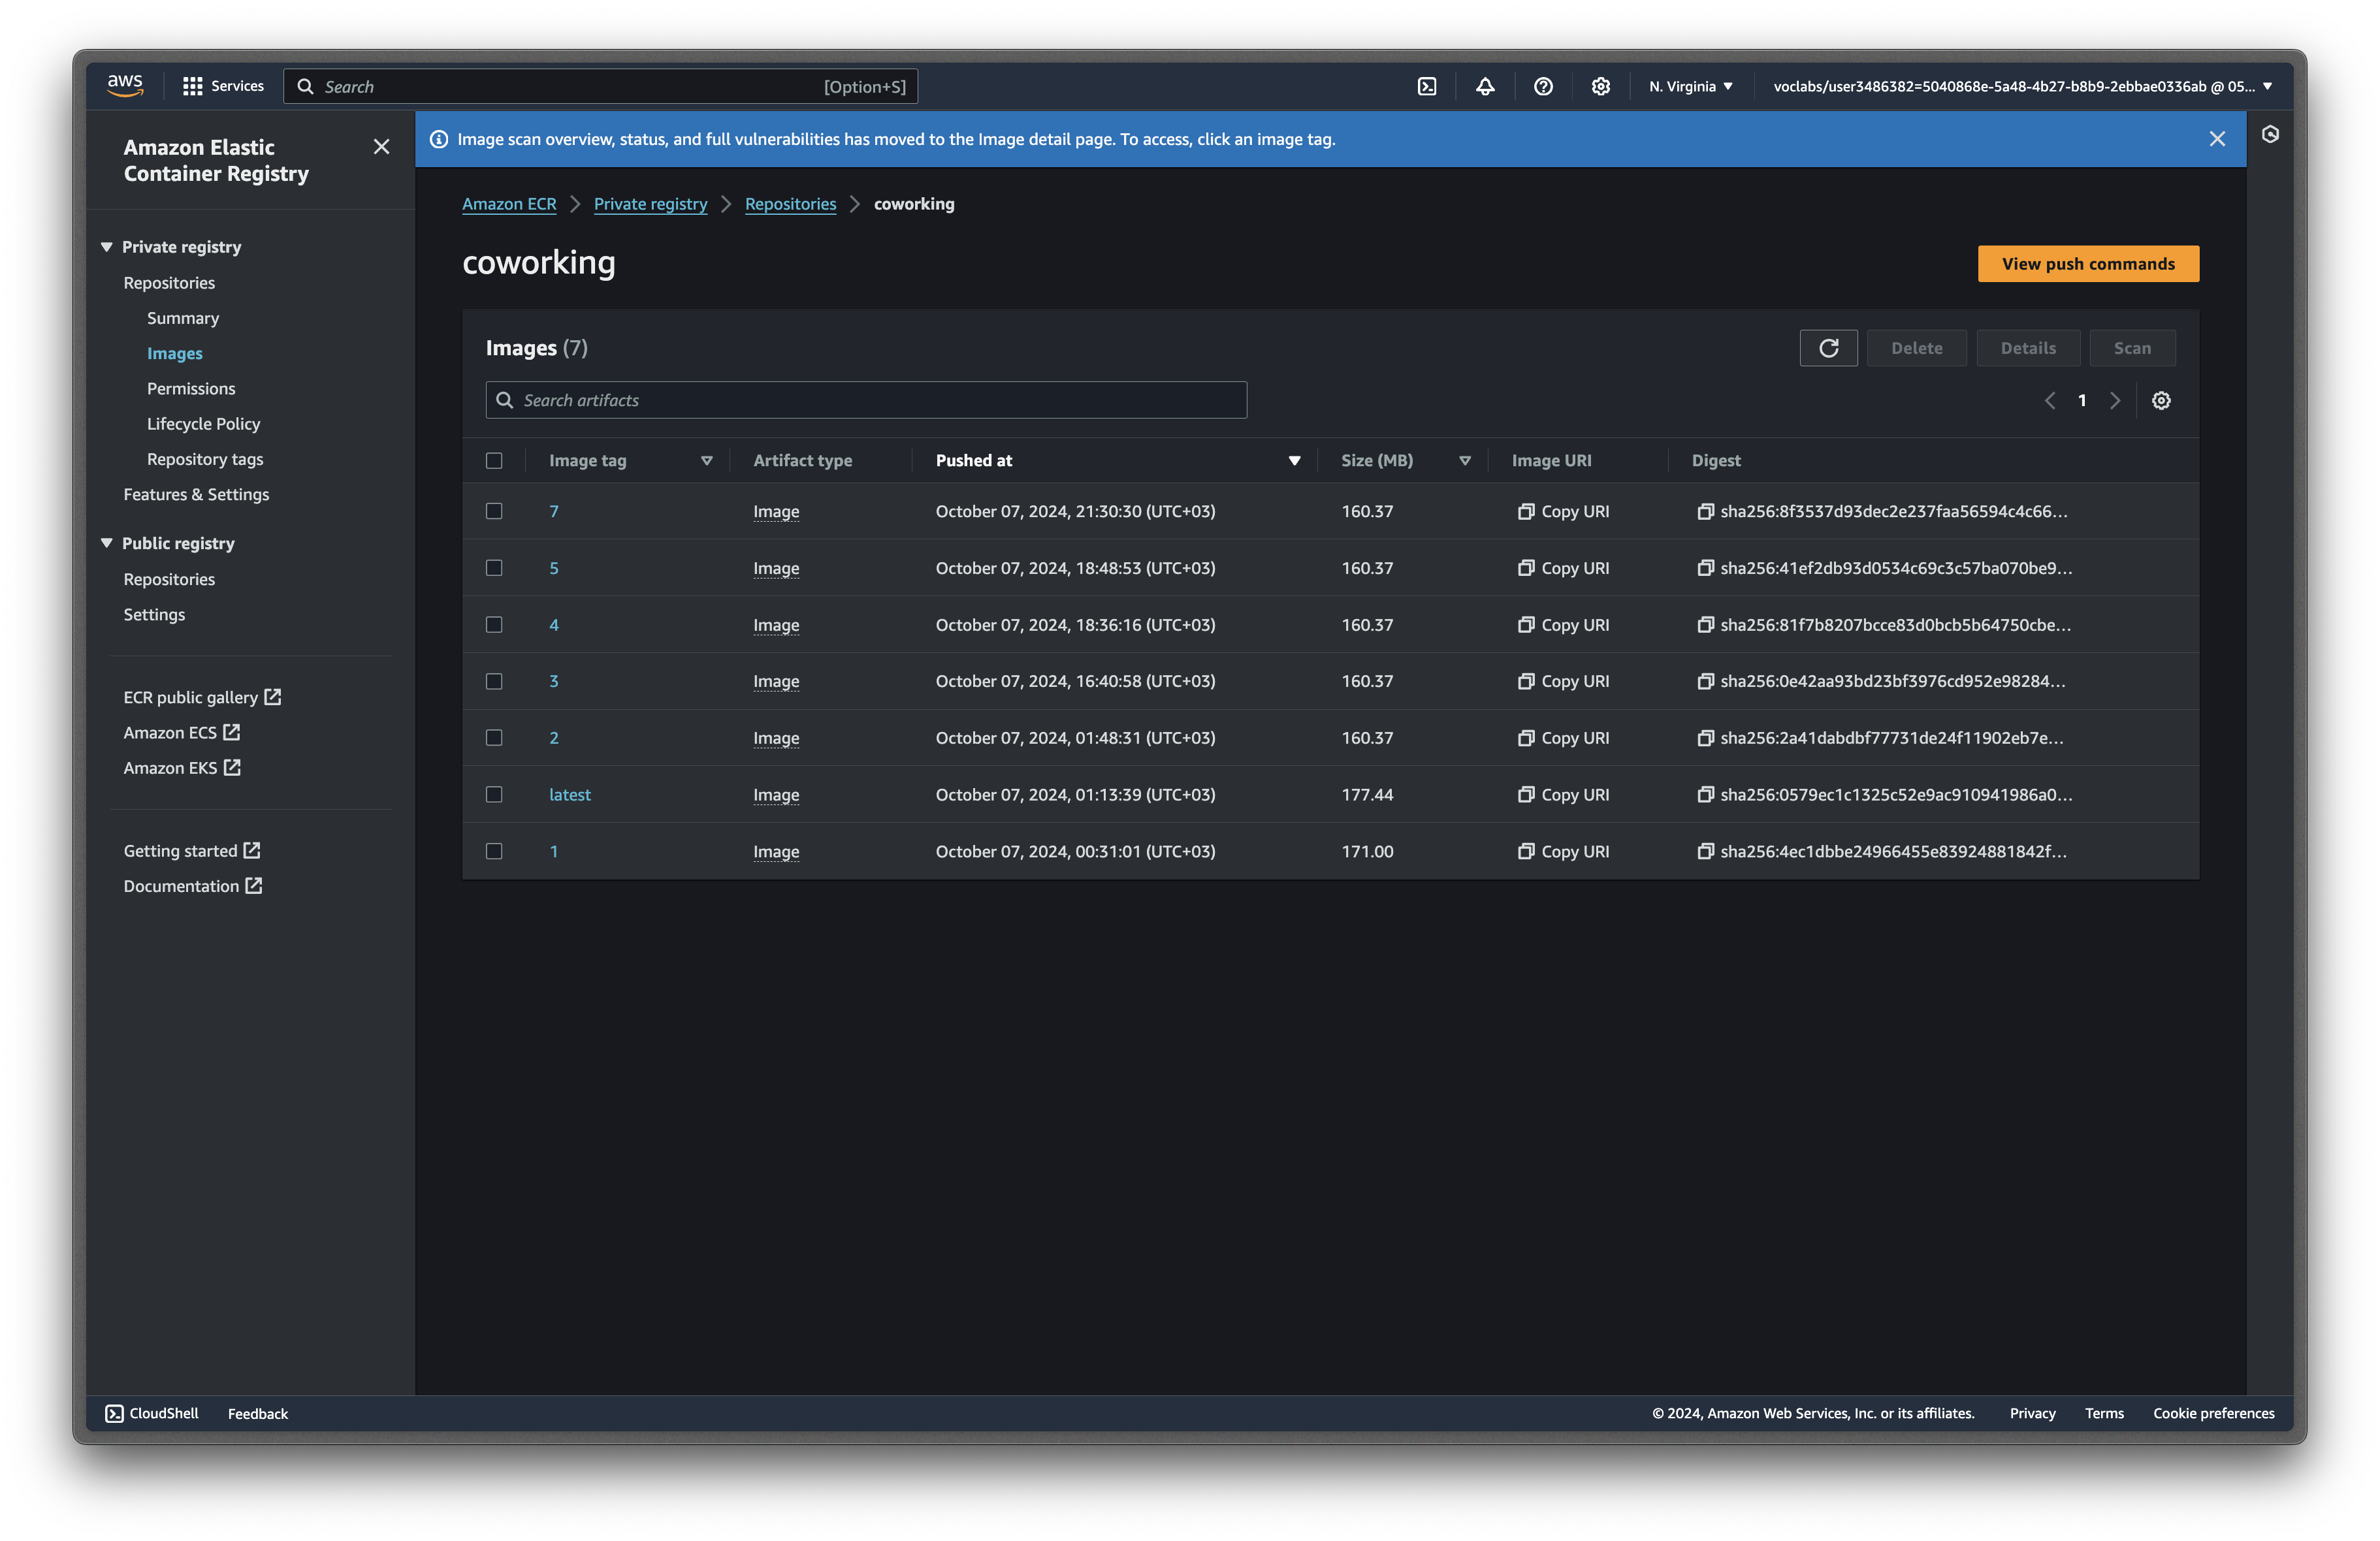 aws
Services
Search [Option+S]
N. Virginia
voclabs/user3486382=5040868e-5a48-4b27-b8b9-2ebbae0336ab @ 05...
Amazon Elastic
Container Registry
Private registry
Repositories
Summary
Images
Permissions
Lifecycle Policy
Repository tags
Features & Settings
Public registry
Repositories
Settings
ECR public gallery
Amazon ECS
Amazon EKS
Getting started
Documentation
Image scan overview, status, and full vulnerabilities has moved to the Image detail page. To access, click an image tag.
Amazon ECR > Private registry > Repositories > coworking
coworking
View push commands
Images (7)
Delete
Details
Scan
Search artifacts
1
Image tag Artifact type Pushed at Size (MB) Image URI Digest
7 Image October 07, 2024, 21:30:30 (UTC+03) 160.37 Copy URI sha256:8f3537d93dec2e237faa56594c4c66...
5 Image October 07, 2024, 18:48:53 (UTC+03) 160.37 Copy URI sha256:41ef2db93d0534c69c3c57ba070be9...
4 Image October 07, 2024, 18:36:16 (UTC+03) 160.37 Copy URI sha256:81f7b8207bcce83d0bcb5b64750cbe...
3 Image October 07, 2024, 16:40:58 (UTC+03) 160.37 Copy URI sha256:0e42aa93bd23bf3976cd952e98284...
2 Image October 07, 2024, 01:48:31 (UTC+03) 160.37 Copy URI sha256:2a41dabdbf77731de24f11902eb7e...
latest Image October 07, 2024, 01:13:39 (UTC+03) 177.44 Copy URI sha256:0579ec1c1325c52e9ac910941986a0...
1 Image October 07, 2024, 00:31:01 (UTC+03) 171.00 Copy URI sha256:4ec1dbbe24966455e83924881842f...
CloudShell
Feedback
© 2024, Amazon Web Services, Inc. or its affiliates.
Privacy
Terms
Cookie preferences